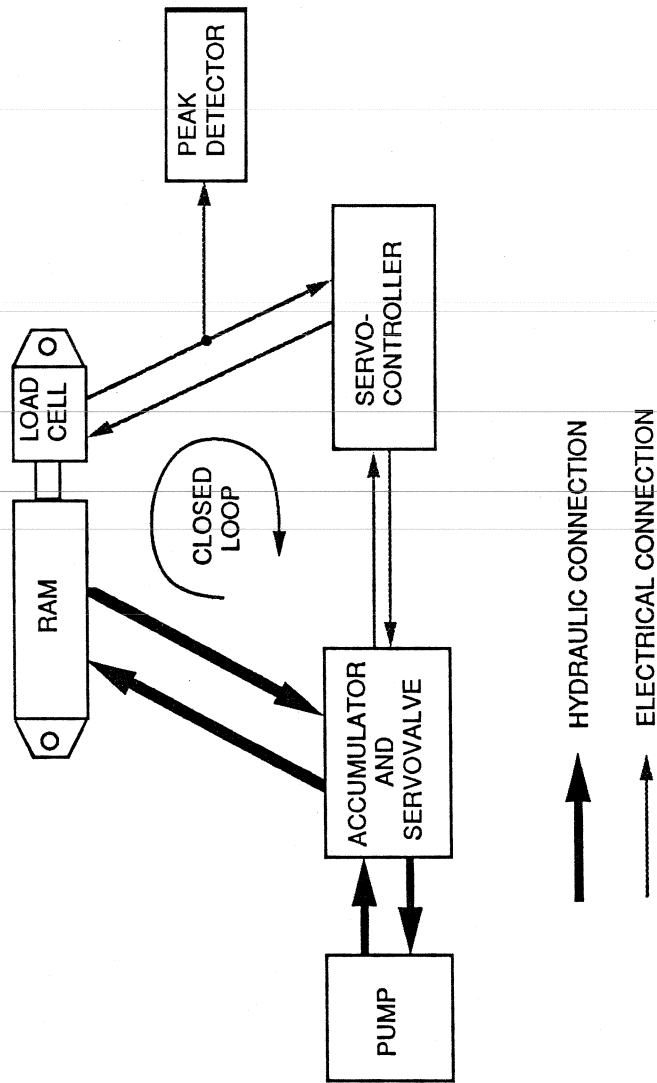 RAM
LOAD
CELL
PEAK
DETECTOR
CLOSED
LOOP
PUMP
ACCUMULATOR
AND
SERVOVALVE
SERVO-
CONTROLLER
HYDRAULIC CONNECTION
ELECTRICAL CONNECTION